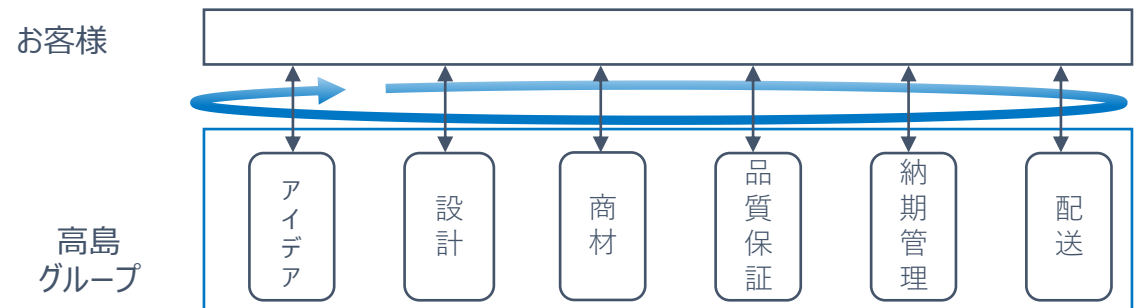 お客様
高島
グループ
アイデア
設計
商材
品質保証
納期管理
配送